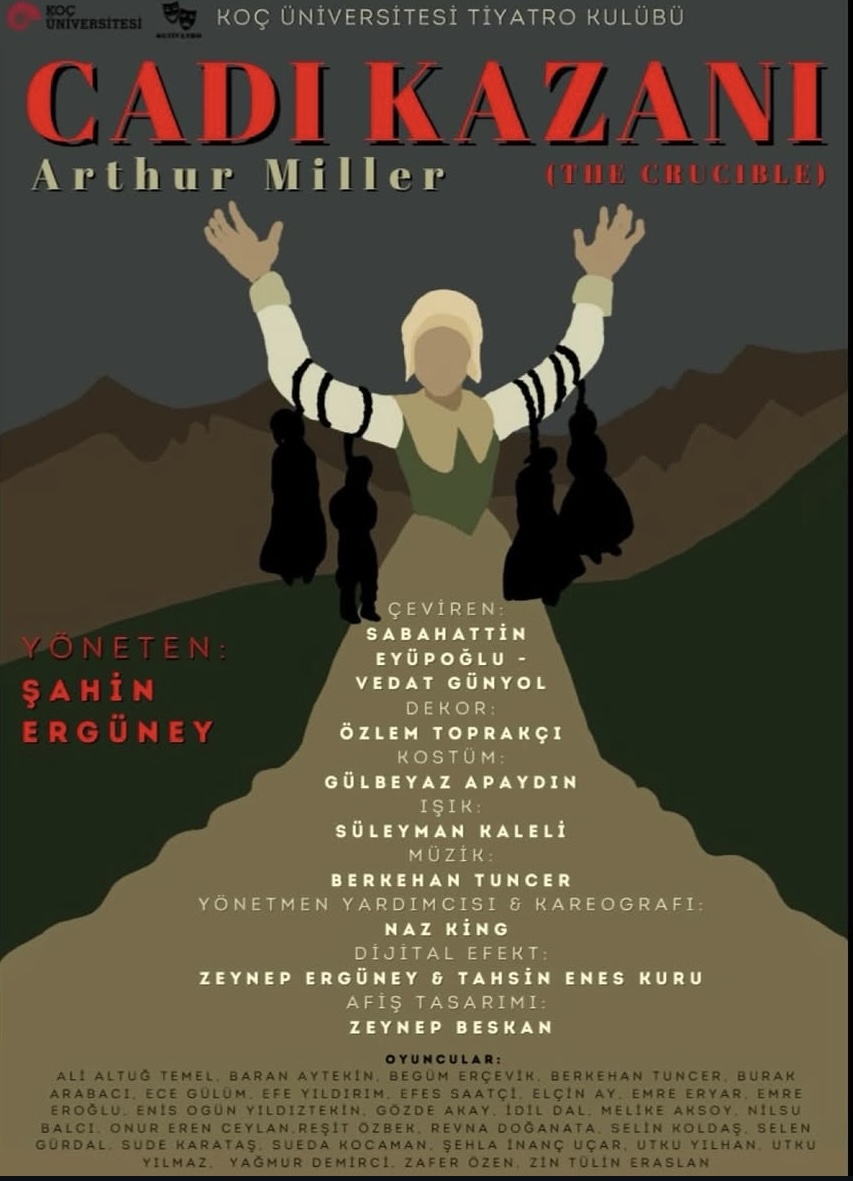 KOÇ
ÜNİVERSİTESİ
KOÇ ÜNİVERSİTESİ TİYATRO KULÜBÜ
CADI KAZANI
Arthur Miller
(THE CRUCIBLE)
ÇEVİREN:
SABAHATTİN
EYÜPOĞLU -
VEDAT GÜNYOL
YÖNETEN:
ŞAHİN
ERGÜNEY
DEKOR:
ÖZLEM TOPRAKÇI
KOSTÜM:
GÜLBEYAZ APAYDIN
IŞIK:
SÜLEYMAN KALELİ
MÜZİK:
BERKEHAN TUNCER
YÖNETMEN YARDIMCISI & KAREOGRAFI:
NAZ KİNG
DİJİTAL EFEKT:
ZEYNEP ERGÜNEY & TAHSİN ENES KURU
AFİŞ TASARIMI:
ZEYNEP BESKAN
OYUNCULAR:
ALİ ALTUĞ TEMEL, BARAN AYTEKİN, BEGÜM ERÇEVİK, BERKEHAN TUNCER, BURAK
ARABACI, ECE GÜLÜM, EFE YILDIRIM, EFES SAATÇİ, ELÇİN AY, EMRE ERYAR, EMRE
EROĞLU, ENİS OGÜN YILDIZTEKİN, GÖZDE AKAY, İDİL DAL, MELİKE AKSOY, NİLSU
BALCI, ONUR EREN CEYLAN,REŞİT ÖZBEK, REVNA DOĞANATA, SELİN KOLDAŞ, SELEN
GÜRDAL, SUDE KARATAŞ, SUEDA KOCAMAN, ŞEHLA İNANÇ UÇAR, UTKU YILHAN, UTKU
YILMAZ, YAĞMUR DEMİRCİ, ZAFER ÖZEN, ZİN TÜLİN ERASLAN